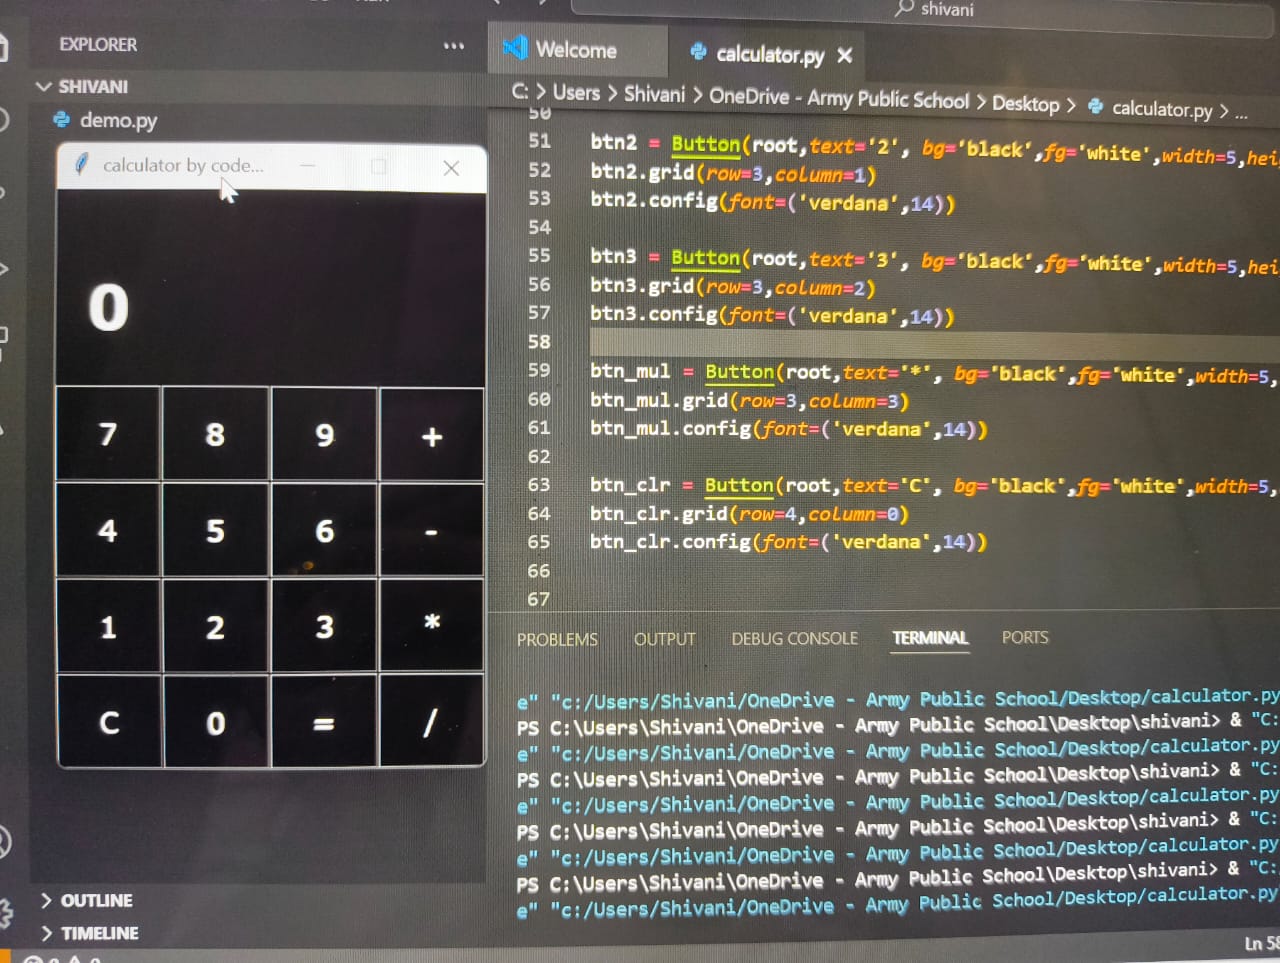 shivani
EXPLORER ...
SHIVANI
demo.py
calculator by code...
0
7 8 9 +
4 5 6 -
1 2 3 *
C 0 = /
OUTLINE
TIMELINE
Welcome calculator.py
C: > Users > Shivani > OneDrive - Army Public School > Desktop > calculator.py > ...
50
51 btn2 = Button(root,text='2', bg='black',fg='white',width=5,hei
52 btn2.grid(row=3,column=1)
53 btn2.config(font=('verdana',14))
54
55 btn3 = Button(root,text='3', bg='black',fg='white',width=5,hei
56 btn3.grid(row=3,column=2)
57 btn3.config(font=('verdana',14))
58
59 btn_mul = Button(root,text='*', bg='black',fg='white',width=5,
60 btn_mul.grid(row=3,column=3)
61 btn_mul.config(font=('verdana',14))
62
63 btn_clr = Button(root,text='C', bg='black',fg='white',width=5,
64 btn_clr.grid(row=4,column=0)
65 btn_clr.config(font=('verdana',14))
66
67
PROBLEMS OUTPUT DEBUG CONSOLE TERMINAL PORTS
e" "c:/Users/Shivani/OneDrive - Army Public School/Desktop/calculator.py
PS C:\Users\Shivani\OneDrive - Army Public School\Desktop\shivani> & "C:
e" "c:/Users/Shivani/OneDrive - Army Public School/Desktop/calculator.py
PS C:\Users\Shivani\OneDrive - Army Public School\Desktop\shivani> & "C:
e" "c:/Users/Shivani/OneDrive - Army Public School/Desktop/calculator.py
PS C:\Users\Shivani\OneDrive - Army Public School\Desktop\shivani> & "C:
e" "c:/Users/Shivani/OneDrive - Army Public School/Desktop/calculator.py
PS C:\Users\Shivani\OneDrive - Army Public School\Desktop\shivani> & "C:
e" "c:/Users/Shivani/OneDrive - Army Public School/Desktop/calculator.py
Ln 58